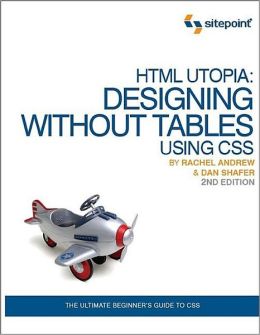 sitepoint
HTML UTOPIA:
DESIGNING
WITHOUT TABLES
USING CSS
BY RACHEL ANDREW
& DAN SHAFER
2ND EDITION
THE ULTIMATE BEGINNER'S GUIDE TO CSS